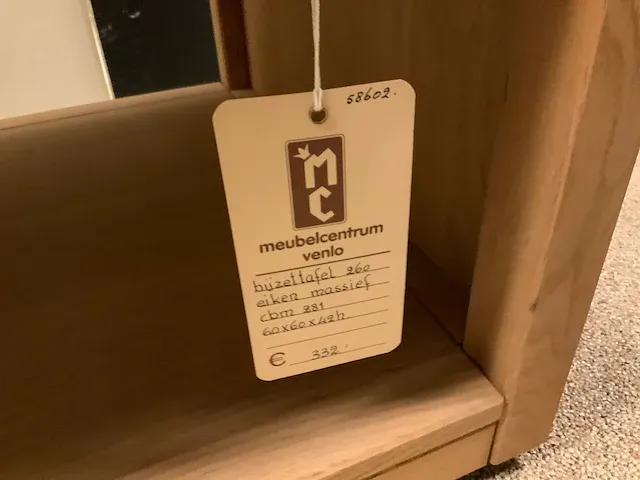 58602.
MC
meubelcentrum
venlo
bijzettafel 260
eiken massief
cbm 281
60x60x42h.
€ 332.